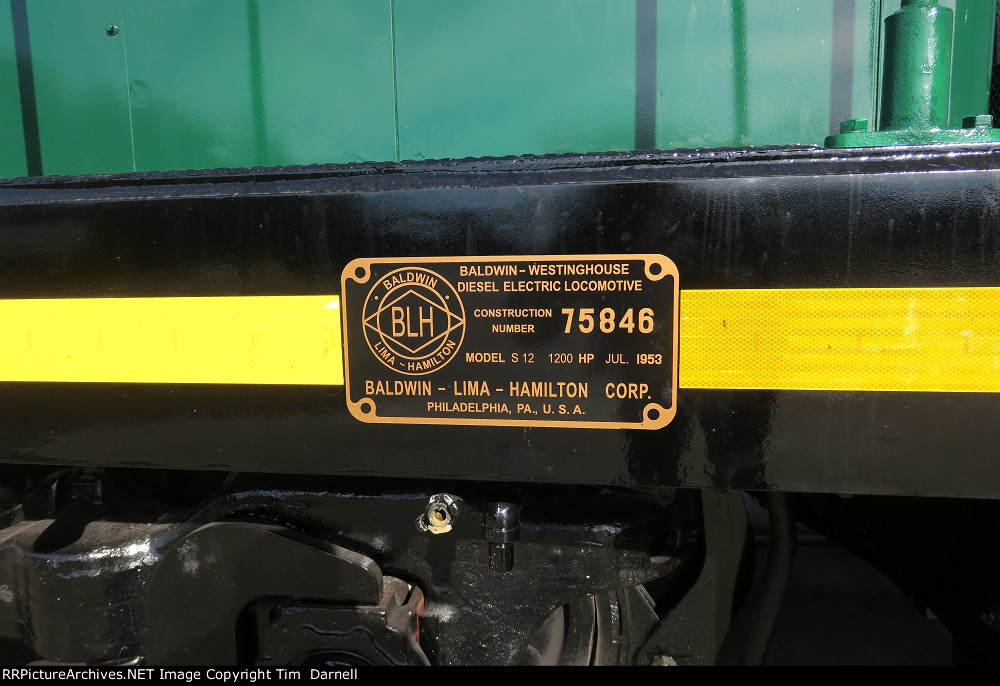 BALDWIN – WESTINGHOUSE
DIESEL ELECTRIC LOCOMOTIVE
BALDWIN
BLH
LIMA – HAMILTON
CONSTRUCTION
NUMBER
75846
MODEL S 12 1200 HP JUL. 1953
BALDWIN – LIMA – HAMILTON CORP.
PHILADELPHIA, PA., U. S. A.
RRPictureArchives.NET Image Copyright Tim Darnell